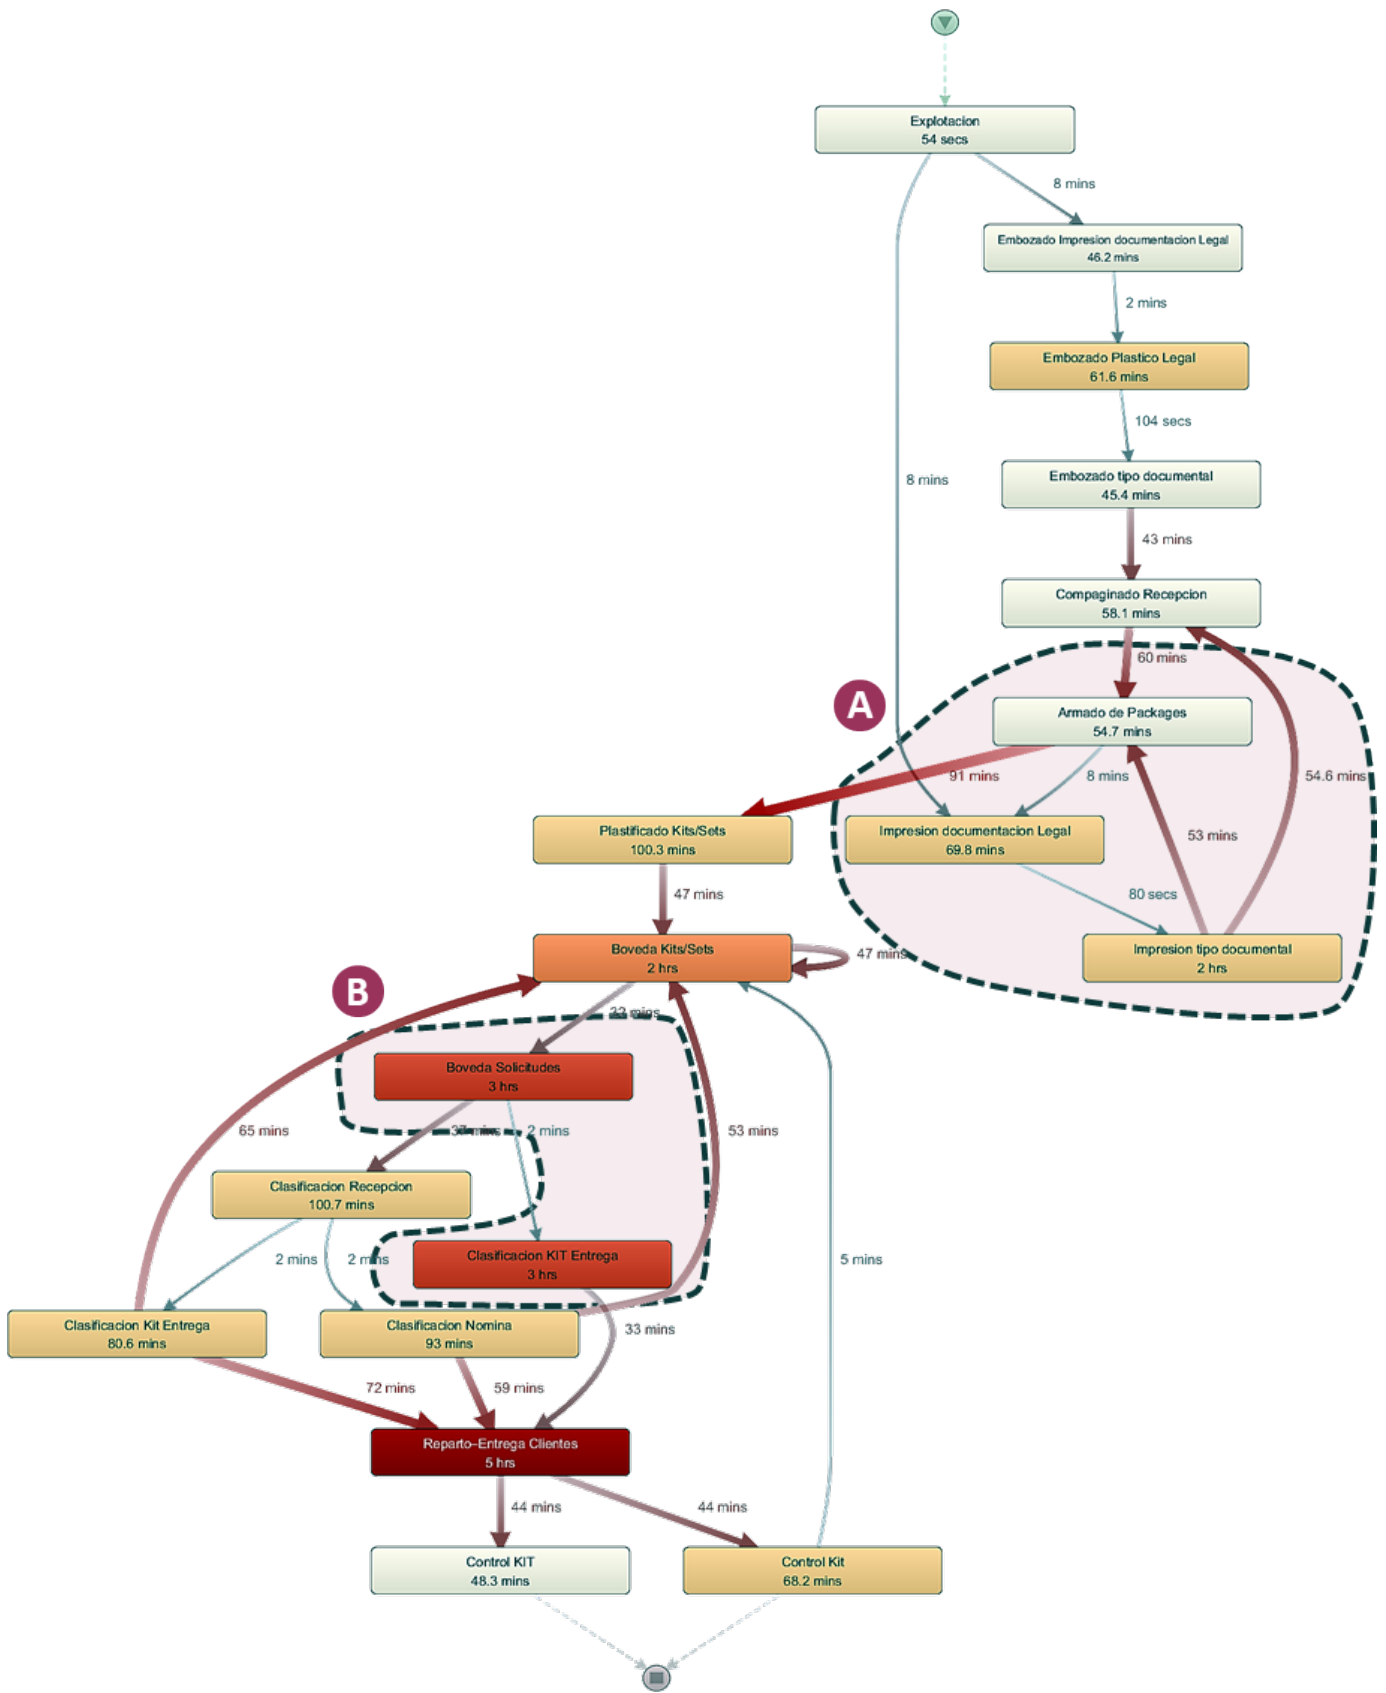 Explotacion
54 secs
8 mins
Embozado Impresion documentacion Legal
46.2 mins
2 mins
Embozado Plastico Legal
61.6 mins
104 secs
Embozado tipo documental
45.4 mins
8 mins
43 mins
Compaginado Recepcion
58.1 mins
60 mins
A
Armado de Packages
54.7 mins
91 mins
8 mins
54.6 mins
Plastificado Kits/Sets
100.3 mins
Impresion documentacion Legal
69.8 mins
53 mins
47 mins
80 secs
Boveda Kits/Sets
2 hrs
47 mins
Impresion tipo documental
2 hrs
B
22 mins
Boveda Solicitudes
3 hrs
65 mins
37 mins
2 mins
53 mins
Clasificacion Recepcion
100.7 mins
2 mins
2 mins
Clasificacion KIT Entrega
3 hrs
5 mins
Clasificacion Kit Entrega
80.6 mins
Clasificacion Nomina
93 mins
33 mins
72 mins
59 mins
Reparto–Entrega Clientes
5 hrs
44 mins
44 mins
Control KIT
48.3 mins
Control Kit
68.2 mins